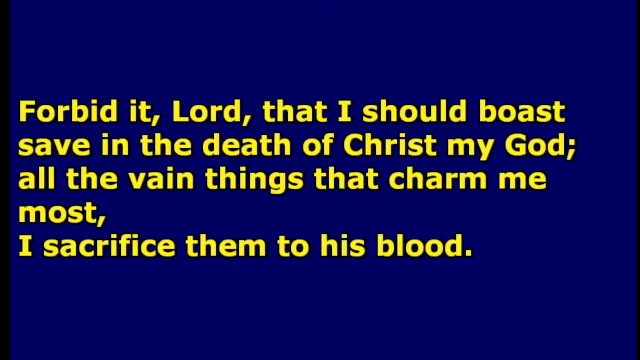 Forbid it, Lord, that I should boast
save in the death of Christ my God;
all the vain things that charm me
most,
I sacrifice them to his blood.